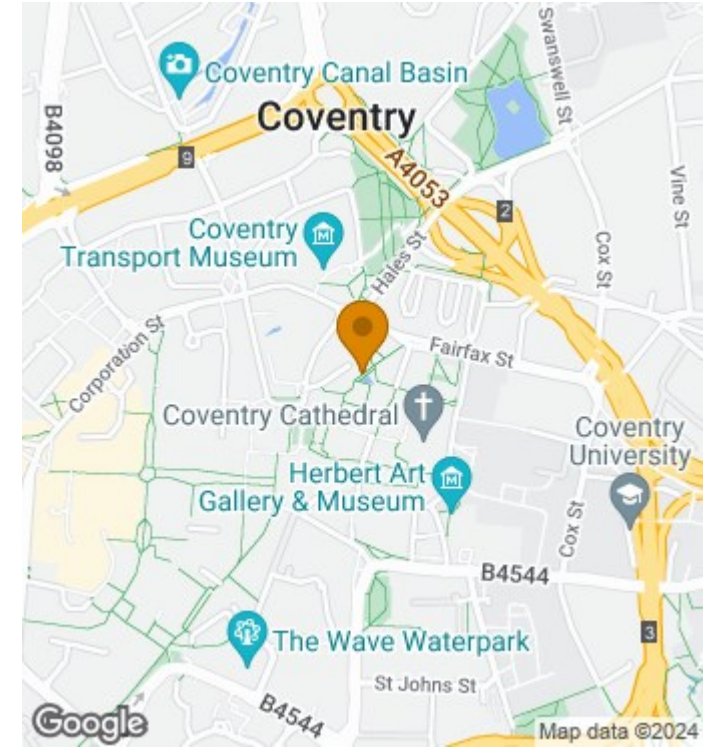 Swanswell St
Coventry Canal Basin
B4098
Coventry
9
A4053
Vine St
2
Coventry
Transport Museum
Hales St
Cox St
Corporation St
Fairfax St
Coventry Cathedral
Coventry
University
Herbert Art
Gallery & Museum
Cox St
B4544
The Wave Waterpark
3
St Johns St
B4544
Google
Map data ©2024